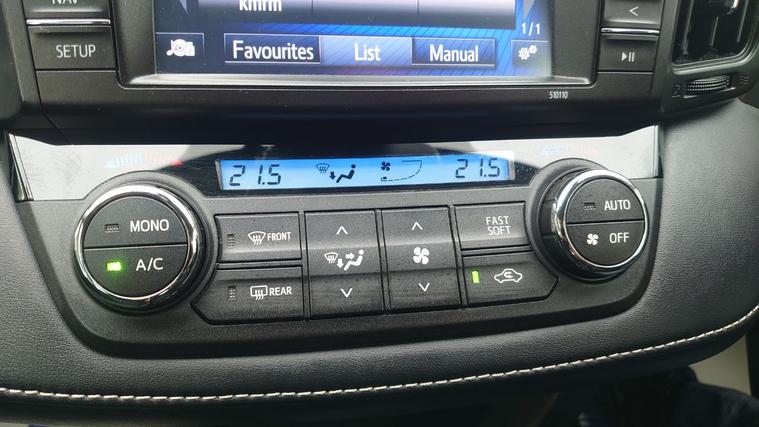 NAV
km/h
1/1
SETUP
Favourites
List
Manual
510110
21.5
21.5
MONO
A/C
FRONT
REAR
FAST
SOFT
AUTO
OFF